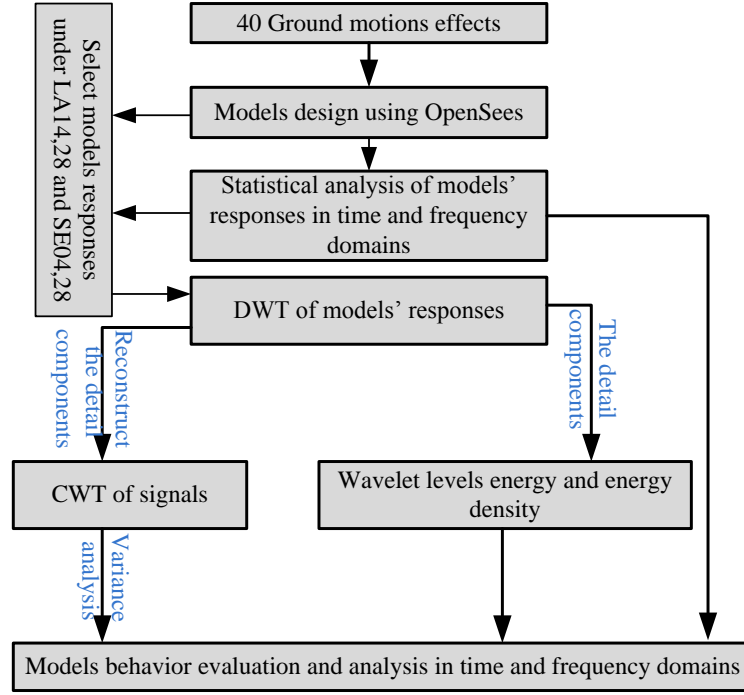 40 Ground motions effects
Select models responses
under LA14,28 and SE04,28
Models design using OpenSees
Statistical analysis of models’
responses in time and frequency
domains
DWT of models’ responses
Reconstruct
the detail
components
The detail
components
CWT of signals
Wavelet levels energy and energy
density
Variance
analysis
Models behavior evaluation and analysis in time and frequency domains